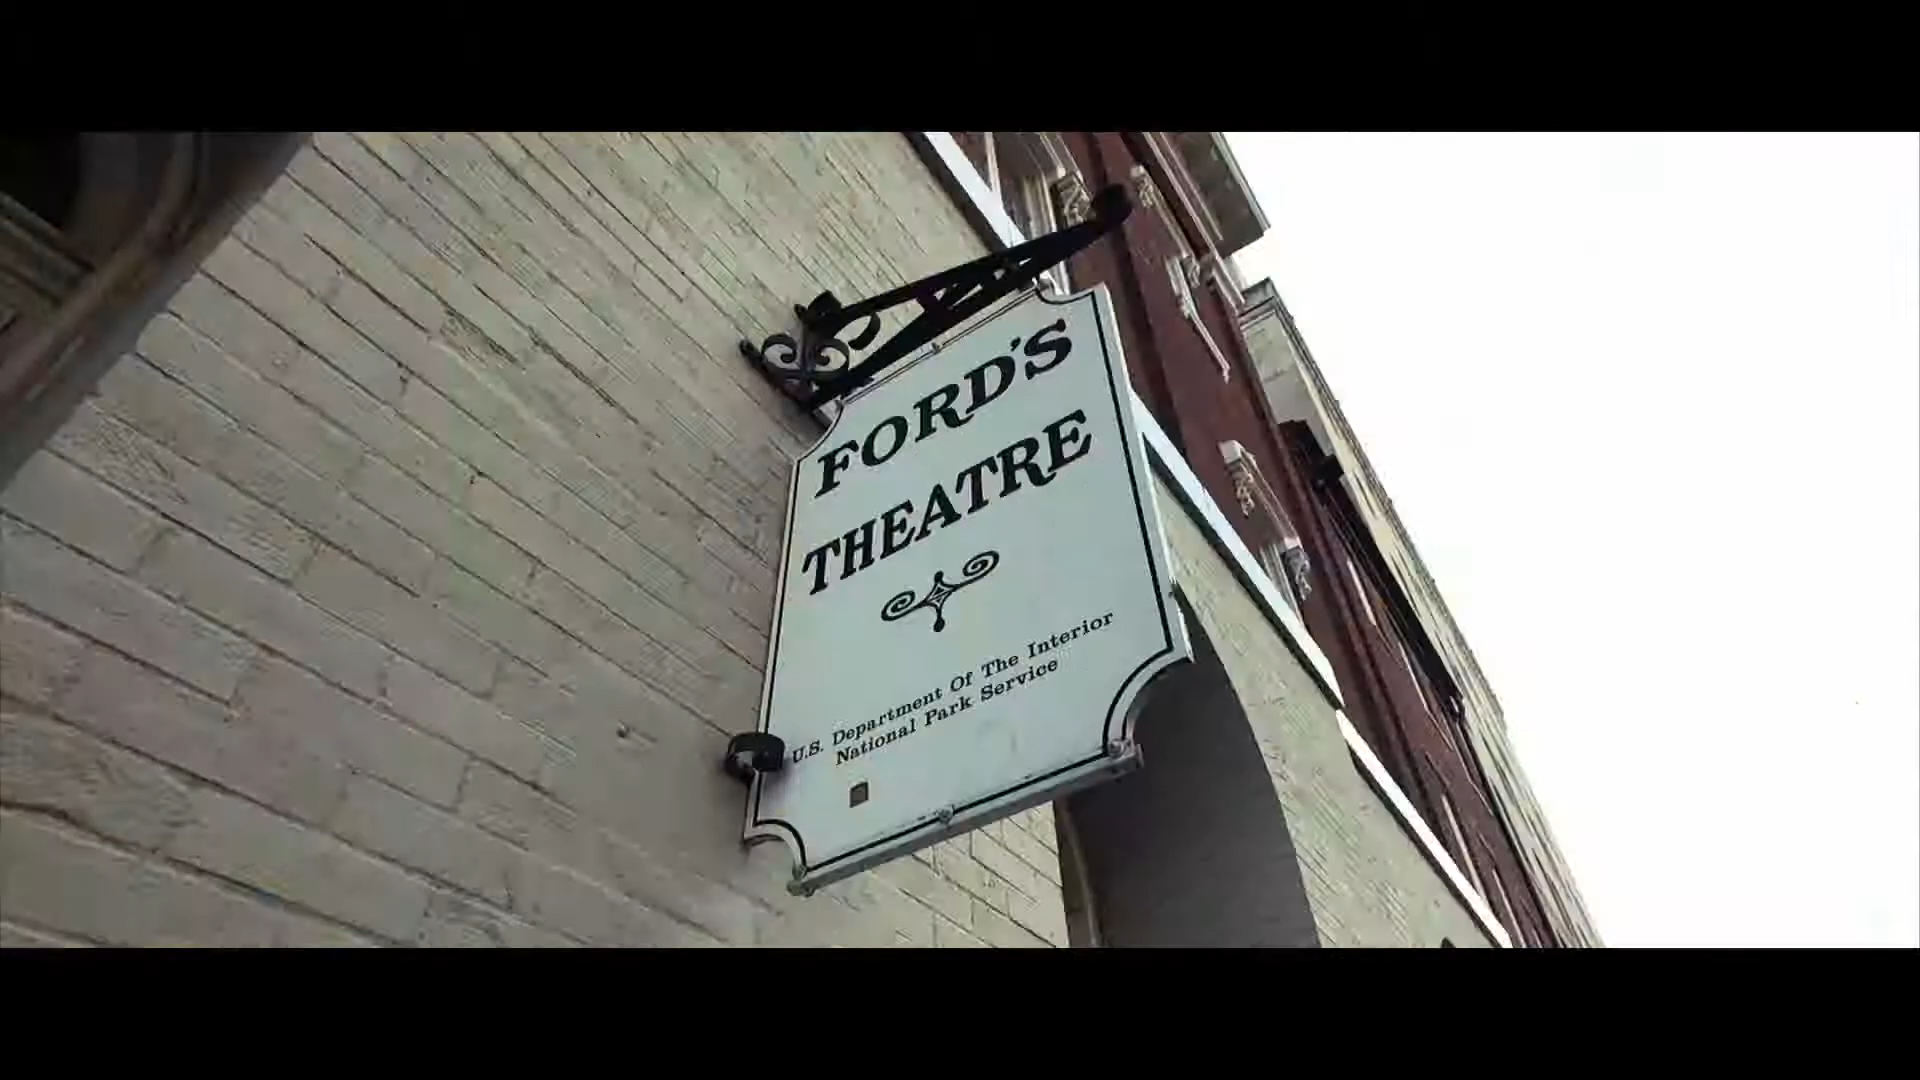 FORD'S
THEATRE
U.S. Department Of The Interior
National Park Service